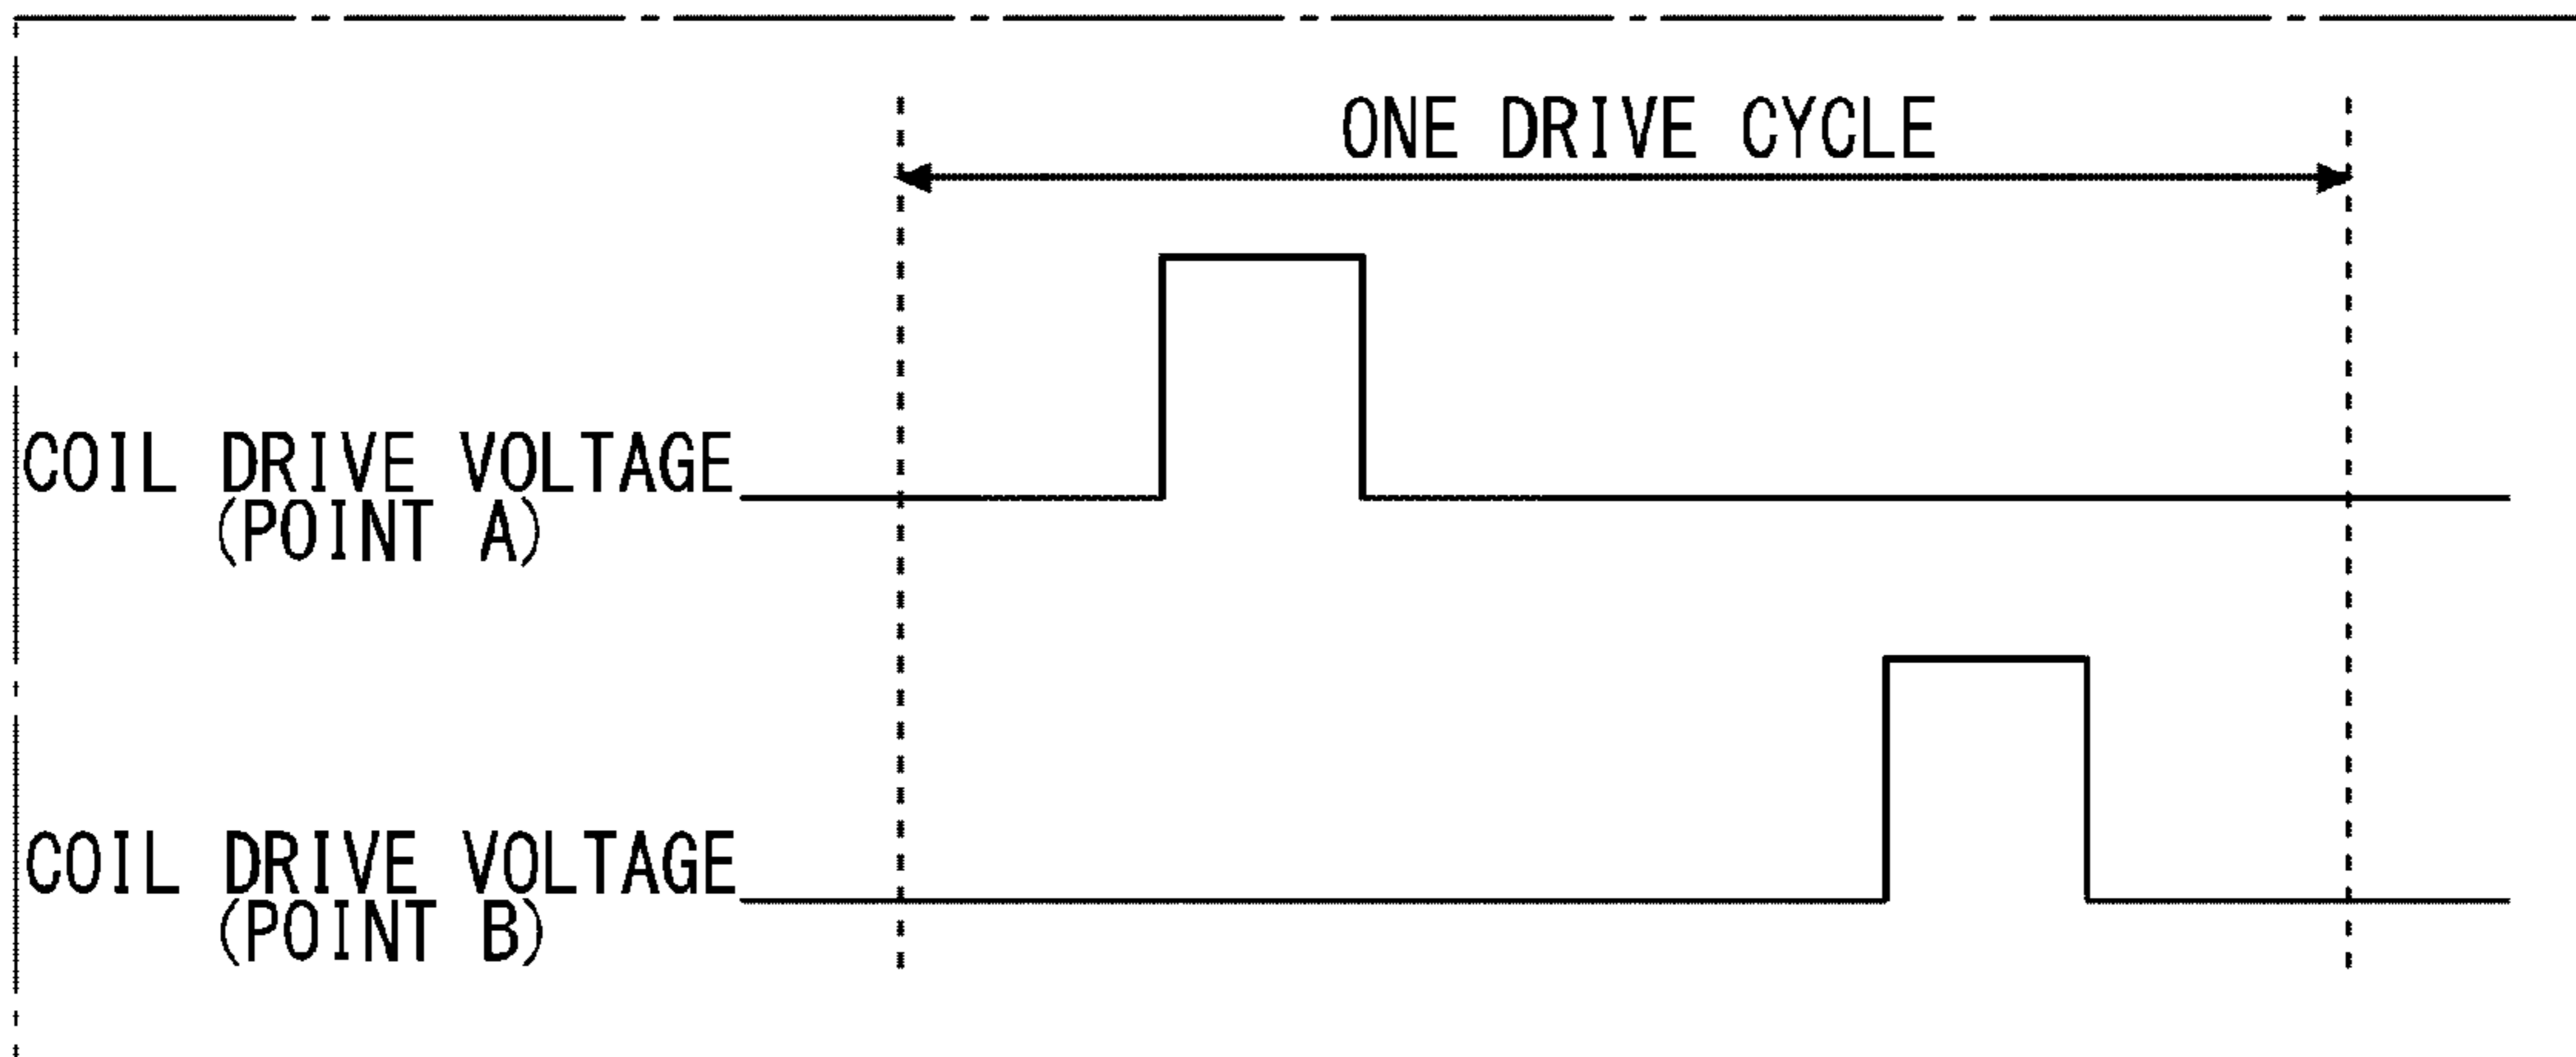 ONE DRIVE CYCLE
COIL DRIVE VOLTAGE
(POINT A)
COIL DRIVE VOLTAGE
(POINT B)